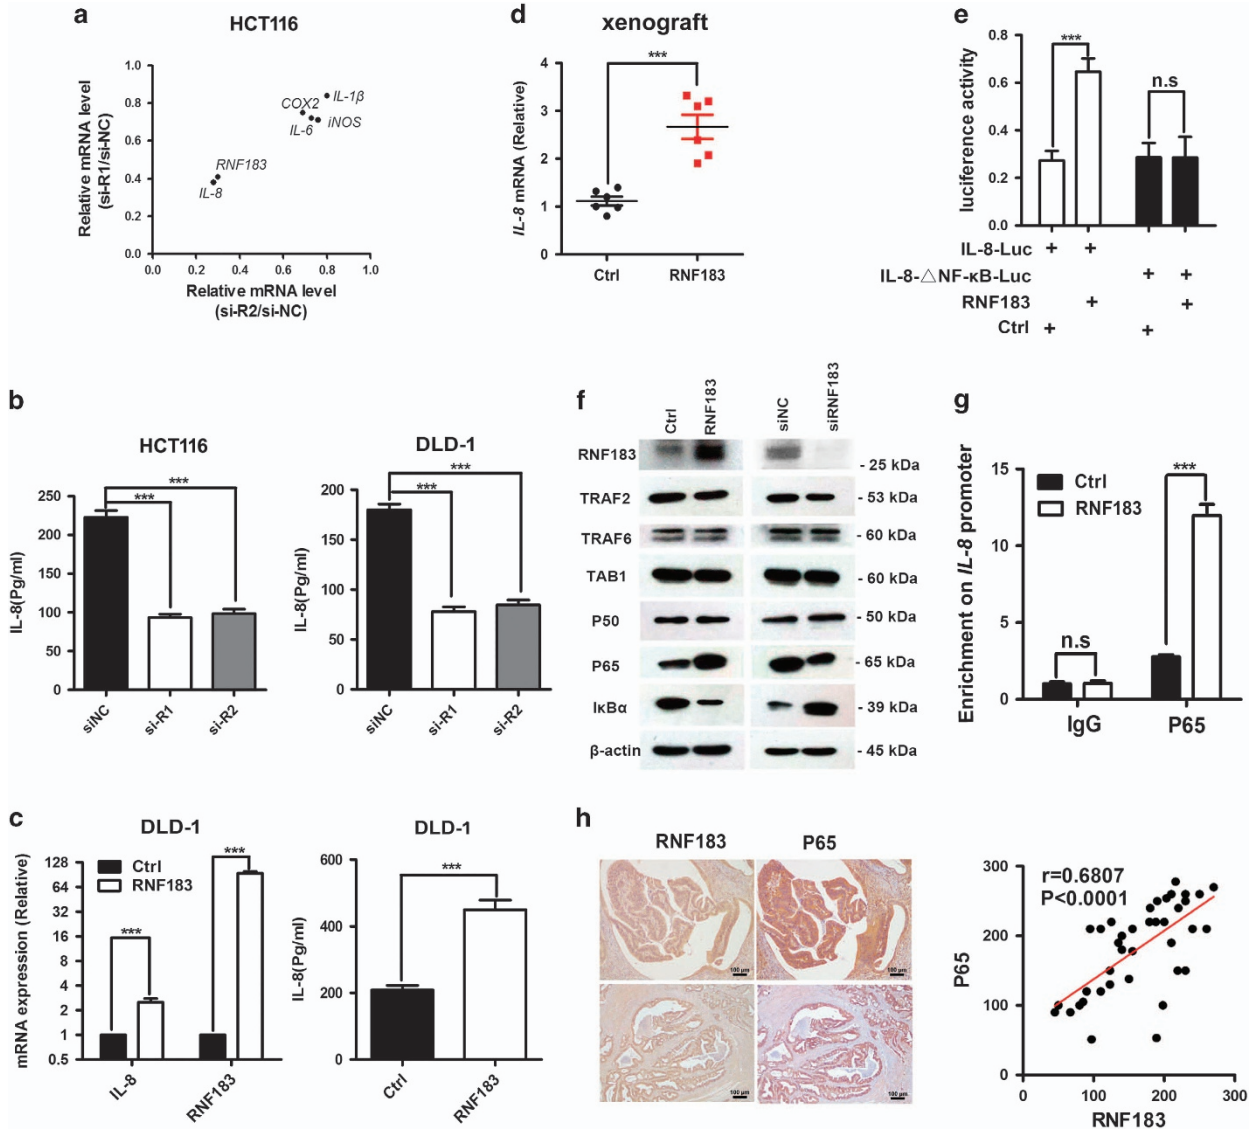 a
HCT116
Relative mRNA level
(si-R1/si-NC)
1.0
0.8
0.6
0.4
0.2
0.0
COX2
IL-1β
IL-6
iNOS
RNF183
IL-8
0.0 0.2 0.4 0.6 0.8 1.0
Relative mRNA level
(si-R2/si-NC)
d
xenograft
IL-8 mRNA (Relative)
4
3
2
1
0
***
Ctrl RNF183
e
luciference activity
0.8
0.6
0.4
0.2
0.0
***
n.s
IL-8-Luc + +
IL-8-△NF-κB-Luc + +
RNF183 + +
Ctrl + +
b
HCT116
IL-8(Pg/ml)
250
200
150
100
50
0
***
***
siNC si-R1 si-R2
DLD-1
IL-8(Pg/ml)
200
150
100
50
0
***
***
siNC si-R1 si-R2
f
Ctrl RNF183 siNC siRNF183
RNF183 - 25 kDa
TRAF2 - 53 kDa
TRAF6 - 60 kDa
TAB1 - 60 kDa
P50 - 50 kDa
P65 - 65 kDa
IκBα - 39 kDa
β-actin - 45 kDa
g
Enrichment on IL-8 promoter
15
12
9
5
0
Ctrl
RNF183
n.s
***
IgG P65
c
DLD-1
mRNA expression (Relative)
128
64
32
16
8
4
2
1
0.5
Ctrl
RNF183
***
***
IL-8 RNF183
DLD-1
IL-8(Pg/ml)
600
400
200
0
***
Ctrl RNF183
h
RNF183 P65
100 μm
100 μm
100 μm
100 μm
P65
300
200
100
0
r=0.6807
P<0.0001
0 100 200 300
RNF183